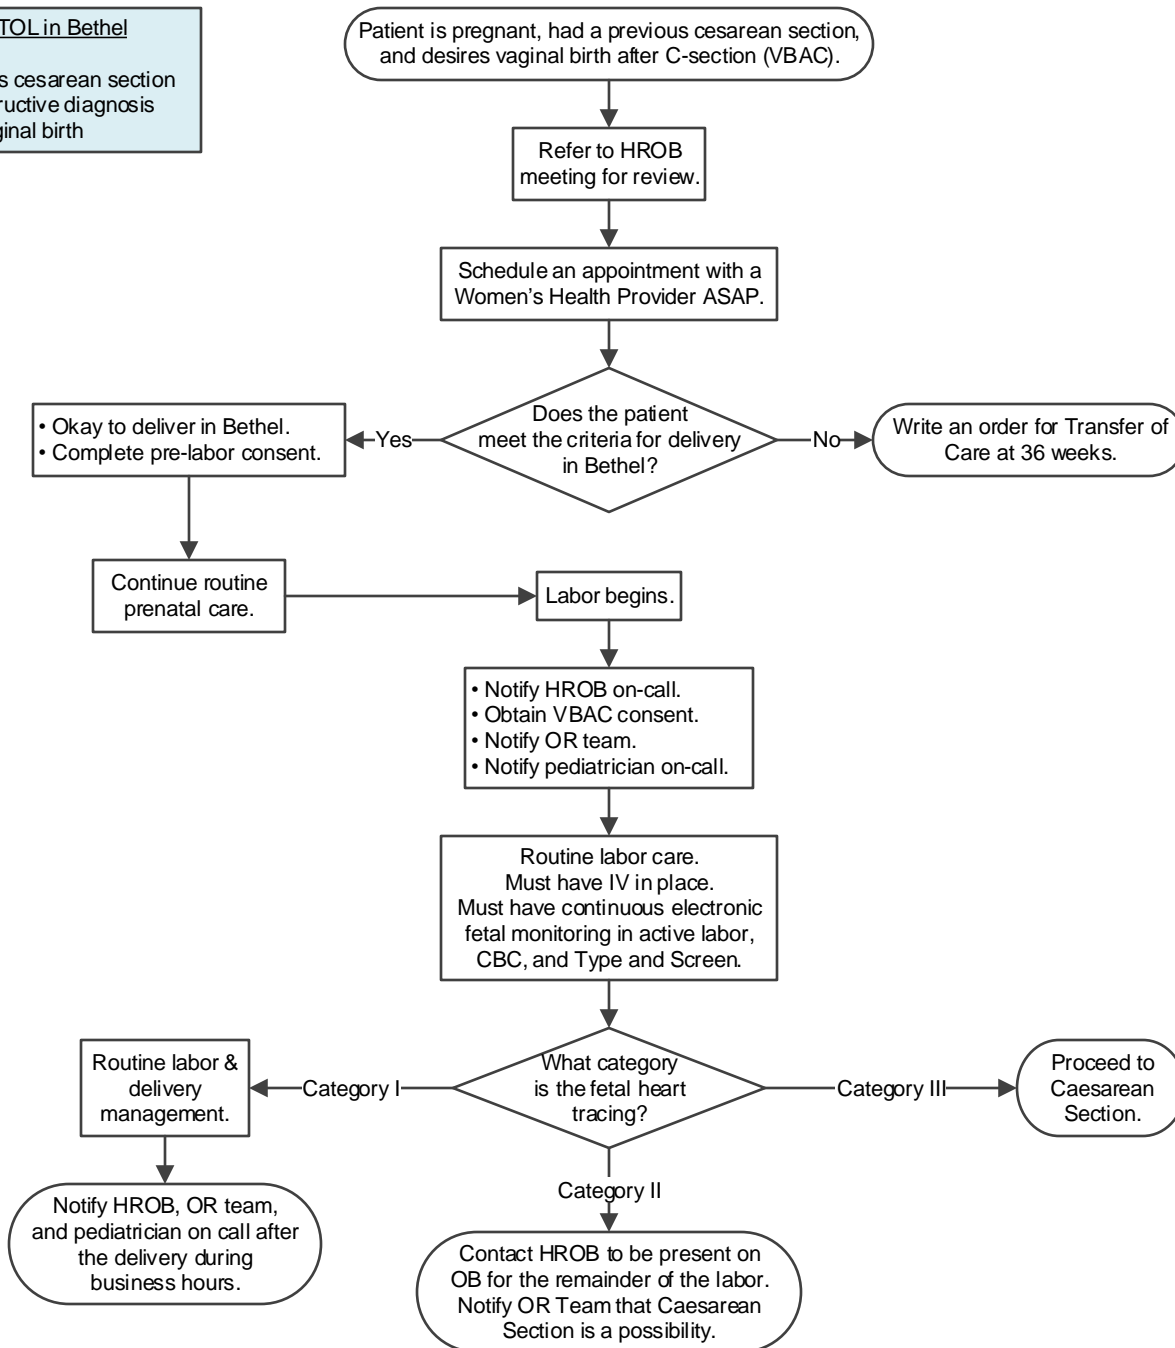 TOL in Bethel
s cesarean section
ructive diagnosis
ginal birth
Patient is pregnant, had a previous cesarean section,
and desires vaginal birth after C-section (VBAC).
Refer to HROB
meeting for review.
Schedule an appointment with a
Women's Health Provider ASAP.
Does the patient
meet the criteria for delivery
in Bethel?
Yes
No
• Okay to deliver in Bethel.
• Complete pre-labor consent.
Write an order for Transfer of
Care at 36 weeks.
Continue routine
prenatal care.
Labor begins.
• Notify HROB on-call.
• Obtain VBAC consent.
• Notify OR team.
• Notify pediatrician on-call.
Routine labor care.
Must have IV in place.
Must have continuous electronic
fetal monitoring in active labor,
CBC, and Type and Screen.
What category
is the fetal heart
tracing?
Category I
Category III
Category II
Routine labor &
delivery
management.
Proceed to
Caesarean
Section.
Notify HROB, OR team,
and pediatrician on call after
the delivery during
business hours.
Contact HROB to be present on
OB for the remainder of the labor.
Notify OR Team that Caesarean
Section is a possibility.